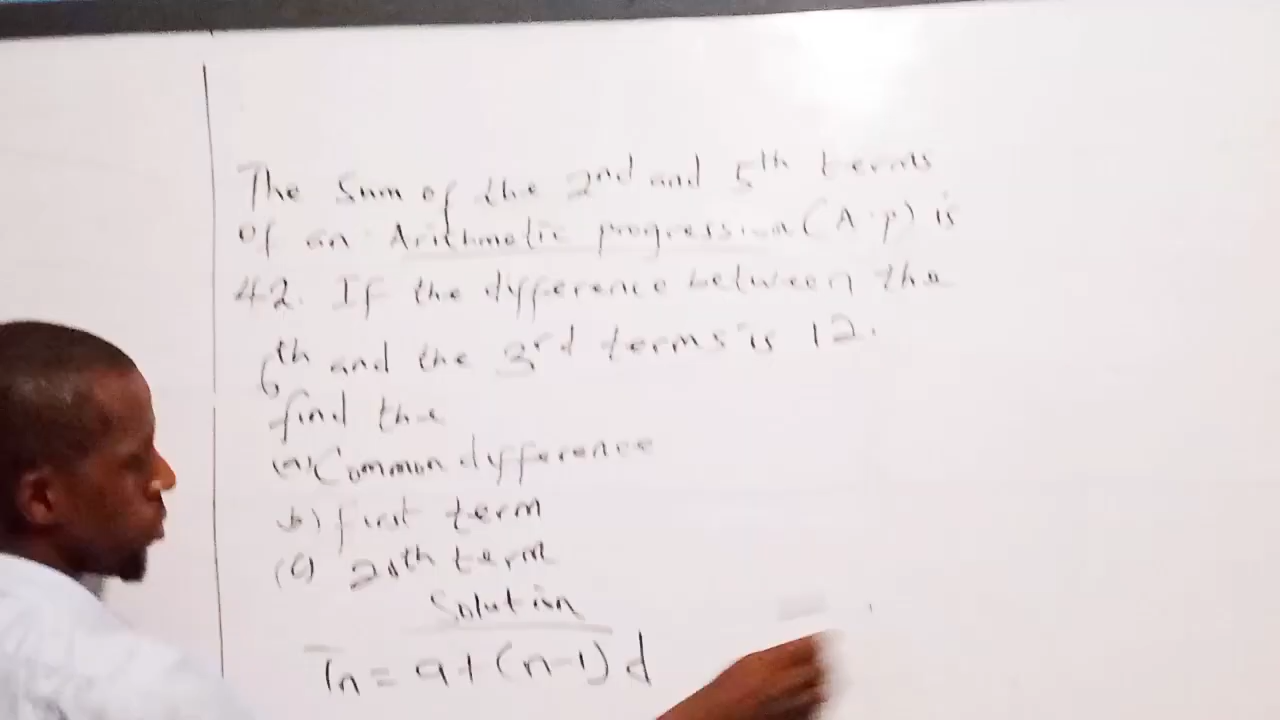 The Sum of the 2nd and 5th terms
of an Arithmetic progression (A.p) is
42. If the difference between the
6th and the 3rd terms is 12.
find the
(a) Common difference
b) first term
(c) 20th term
Solution
Tn = a+(n-1)d